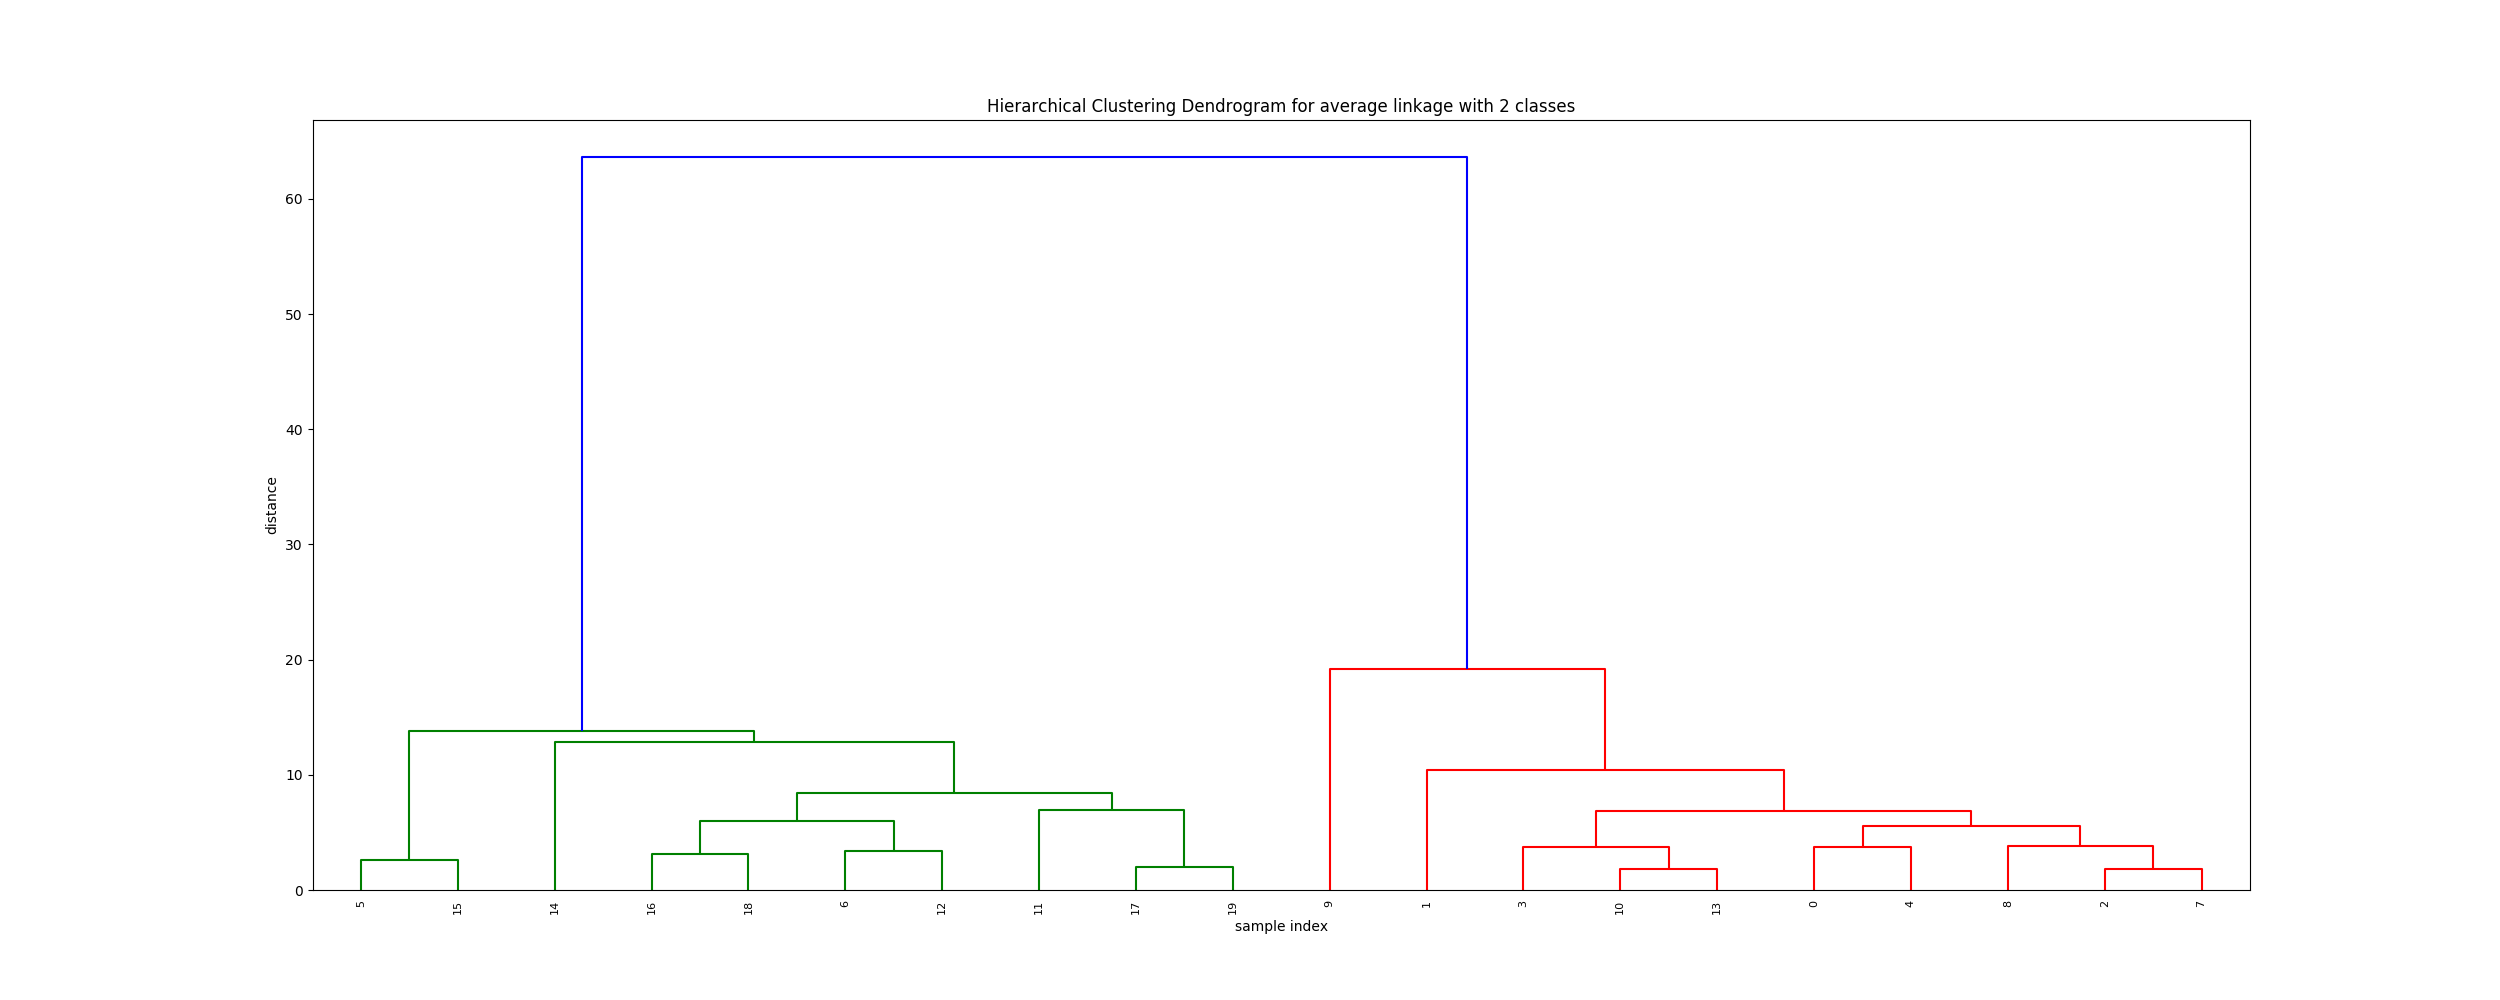 Hierarchical Clustering Dendrogram for average linkage with 2 classes
60
50
40
30
20
10
0
distance
5 15 14 16 18 6 12 11 17 19 9 1 3 10 13 0 4 8 2 7
sample index